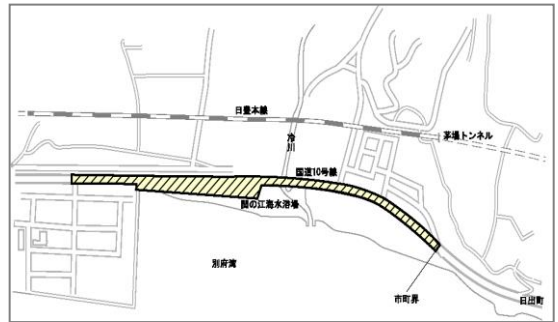 日豊本線
茅場トンネル
冷川
国道10号線
関の江海水浴場
別府湾
市町界
日出町